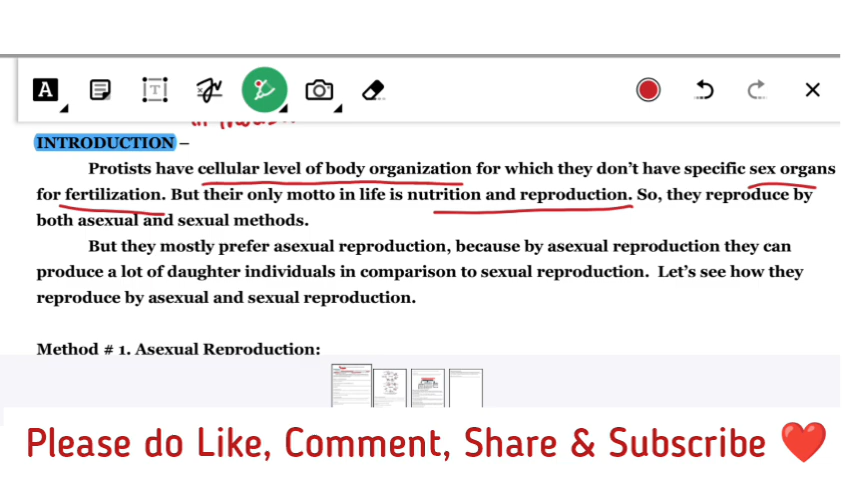 A T
INTRODUCTION –
Protists have cellular level of body organization for which they don't have specific sex organs
for fertilization. But their only motto in life is nutrition and reproduction. So, they reproduce by
both asexual and sexual methods.
But they mostly prefer asexual reproduction, because by asexual reproduction they can
produce a lot of daughter individuals in comparison to sexual reproduction. Let's see how they
reproduce by asexual and sexual reproduction.
Method # 1. Asexual Reproduction:
Please do Like, Comment, Share & Subscribe ❤️